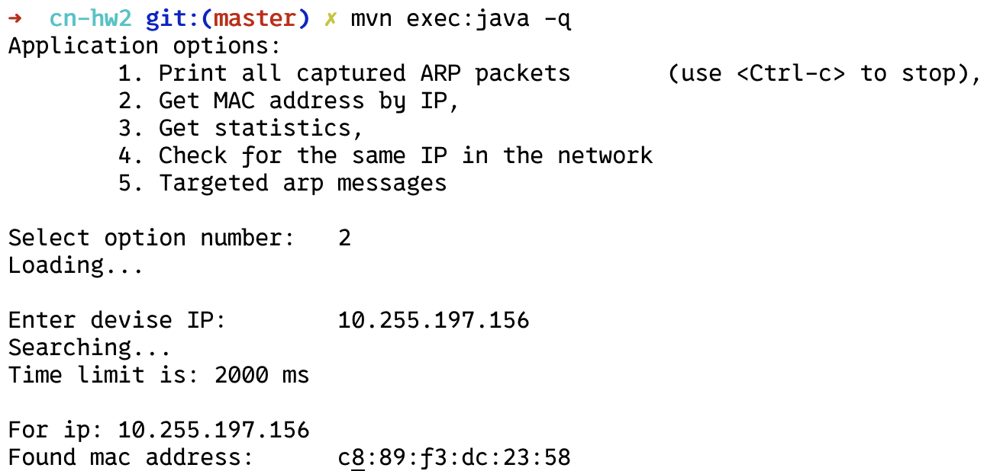 ➜  cn-hw2 git:(master) ✗ mvn exec:java -q
Application options:
        1. Print all captured ARP packets       (use <Ctrl-c> to stop),
        2. Get MAC address by IP,
        3. Get statistics,
        4. Check for the same IP in the network
        5. Targeted arp messages
Select option number:   2
Loading...
Enter devise IP:        10.255.197.156
Searching...
Time limit is: 2000 ms
For ip: 10.255.197.156
Found mac address:      c8:89:f3:dc:23:58